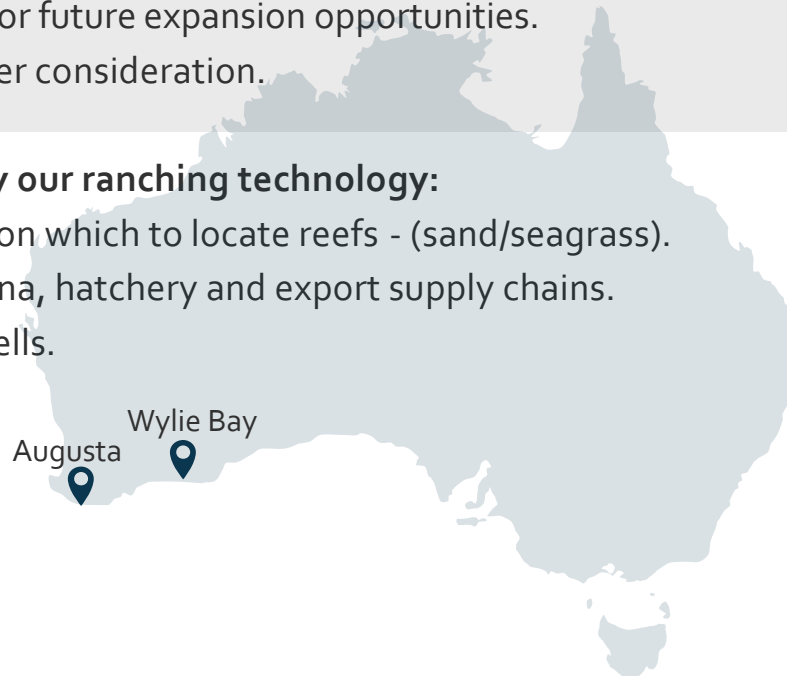 or future expansion opportunities.
er consideration.
y our ranching technology:
on which to locate reefs - (sand/seagrass).
na, hatchery and export supply chains.
ells.
Wylie Bay
Augusta